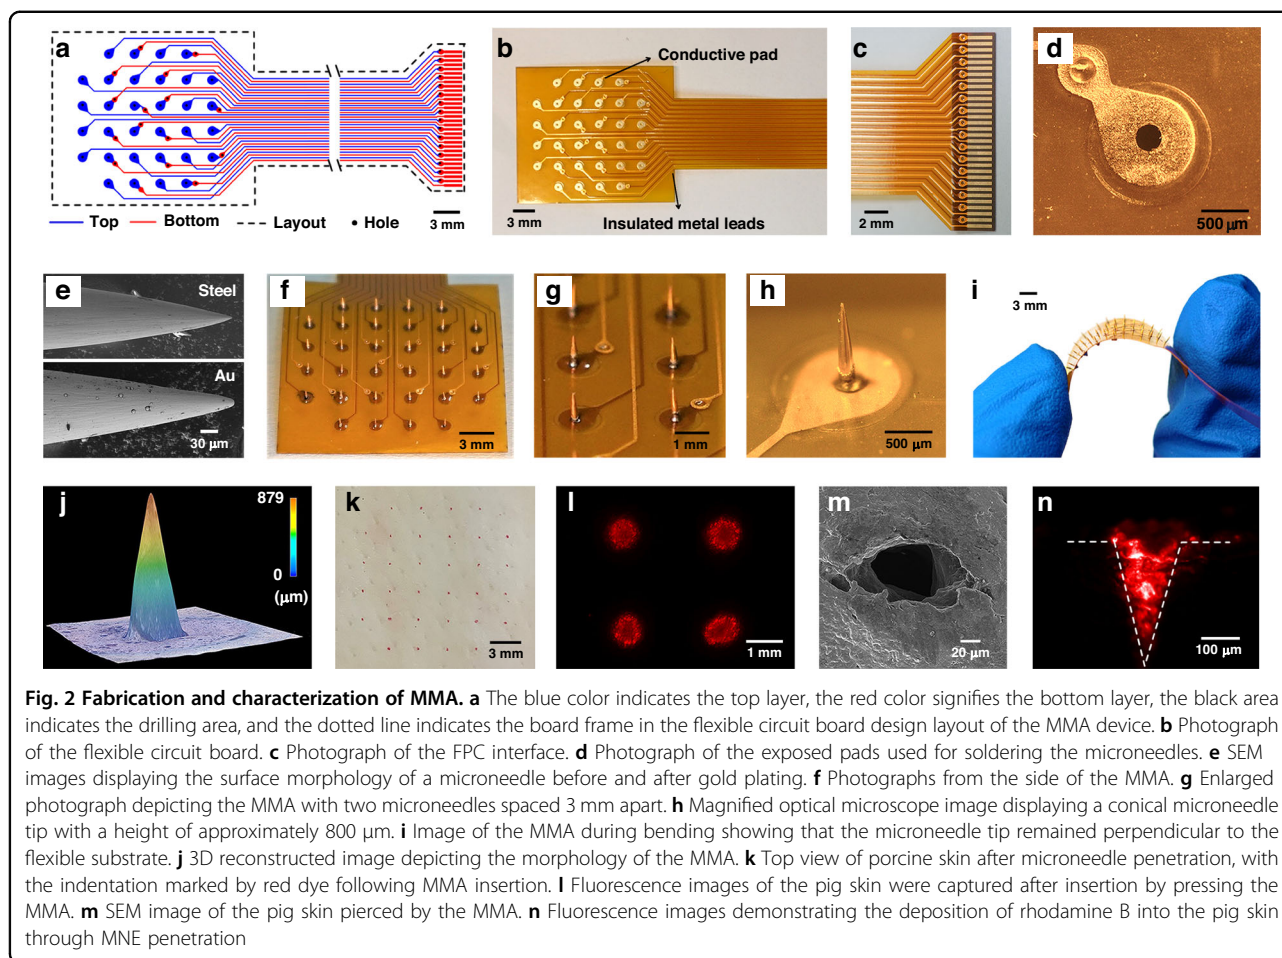 a
Top
Bottom
Layout
Hole
3 mm
b
Conductive pad
Insulated metal leads
3 mm
c
2 mm
d
500 μm
e
Steel
Au
30 μm
f
3 mm
g
1 mm
h
500 μm
i
3 mm
j
879
0
(μm)
k
3 mm
l
1 mm
m
20 μm
n
100 μm
Fig. 2 Fabrication and characterization of MMA. a The blue color indicates the top layer, the red color signifies the bottom layer, the black area
indicates the drilling area, and the dotted line indicates the board frame in the flexible circuit board design layout of the MMA device. b Photograph
of the flexible circuit board. c Photograph of the FPC interface. d Photograph of the exposed pads used for soldering the microneedles. e SEM
images displaying the surface morphology of a microneedle before and after gold plating. f Photographs from the side of the MMA. g Enlarged
photograph depicting the MMA with two microneedles spaced 3 mm apart. h Magnified optical microscope image displaying a conical microneedle
tip with a height of approximately 800 μm. i Image of the MMA during bending showing that the microneedle tip remained perpendicular to the
flexible substrate. j 3D reconstructed image depicting the morphology of the MMA. k Top view of porcine skin after microneedle penetration, with
the indentation marked by red dye following MMA insertion. l Fluorescence images of the pig skin were captured after insertion by pressing the
MMA. m SEM image of the pig skin pierced by the MMA. n Fluorescence images demonstrating the deposition of rhodamine B into the pig skin
through MNE penetration